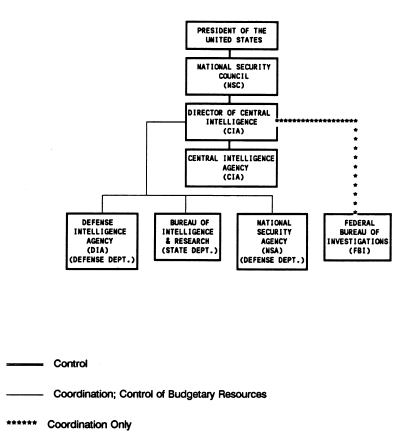 PRESIDENT OF THE
UNITED STATES
NATIONAL SECURITY
COUNCIL
(NSC)
DIRECTOR OF CENTRAL
INTELLIGENCE
(CIA)
CENTRAL INTELLIGENCE
AGENCY
(CIA)
DEFENSE
INTELLIGENCE
AGENCY
(DIA)
(DEFENSE DEPT.)
BUREAU OF
INTELLIGENCE
& RESEARCH
(STATE DEPT.)
NATIONAL
SECURITY
AGENCY
(NSA)
(DEFENSE DEPT.)
FEDERAL
BUREAU OF
INVESTIGATIONS
(FBI)
Control
Coordination; Control of Budgetary Resources
****** Coordination Only